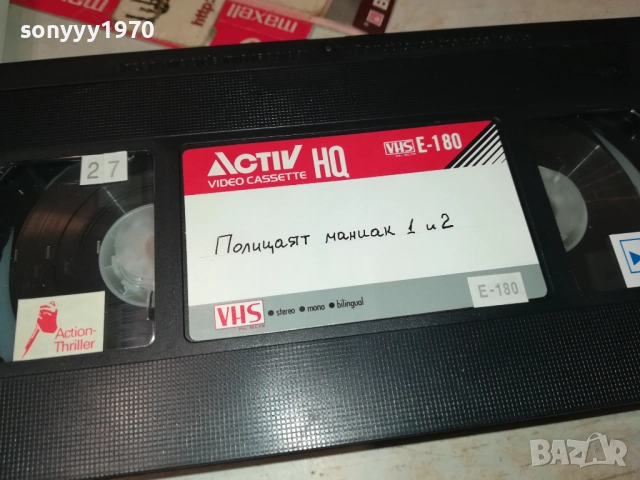 sonyyy1970
maxell
27
ACTIV HQ
VIDEO CASSETTE
VHS E-180
Полицаят маниак 1 и 2
VHS stereo mono bilingual
E-180
Action-
Thriller
BAZAR